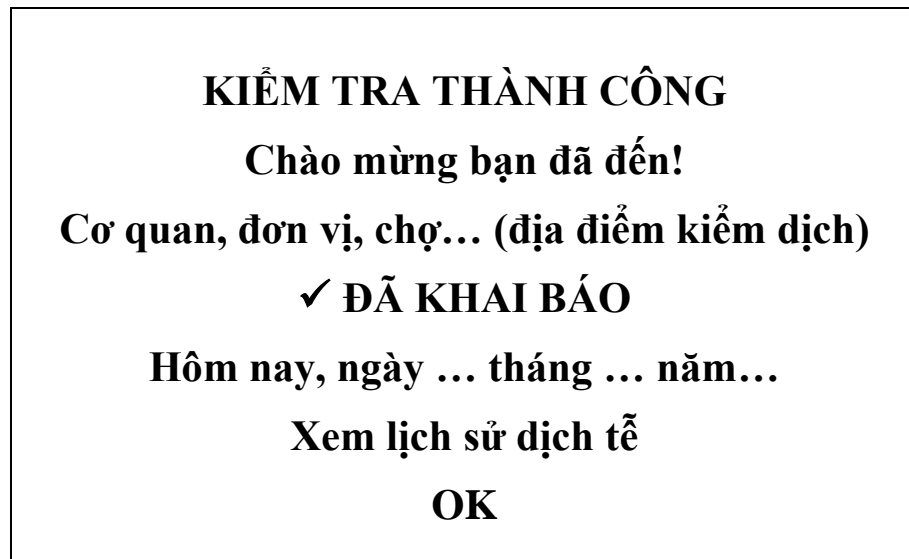 KIỂM TRA THÀNH CÔNG
Chào mừng bạn đã đến!
Cơ quan, đơn vị, chợ… (địa điểm kiểm dịch)
✓ ĐÃ KHAI BÁO
Hôm nay, ngày … tháng … năm…
Xem lịch sử dịch tễ
OK